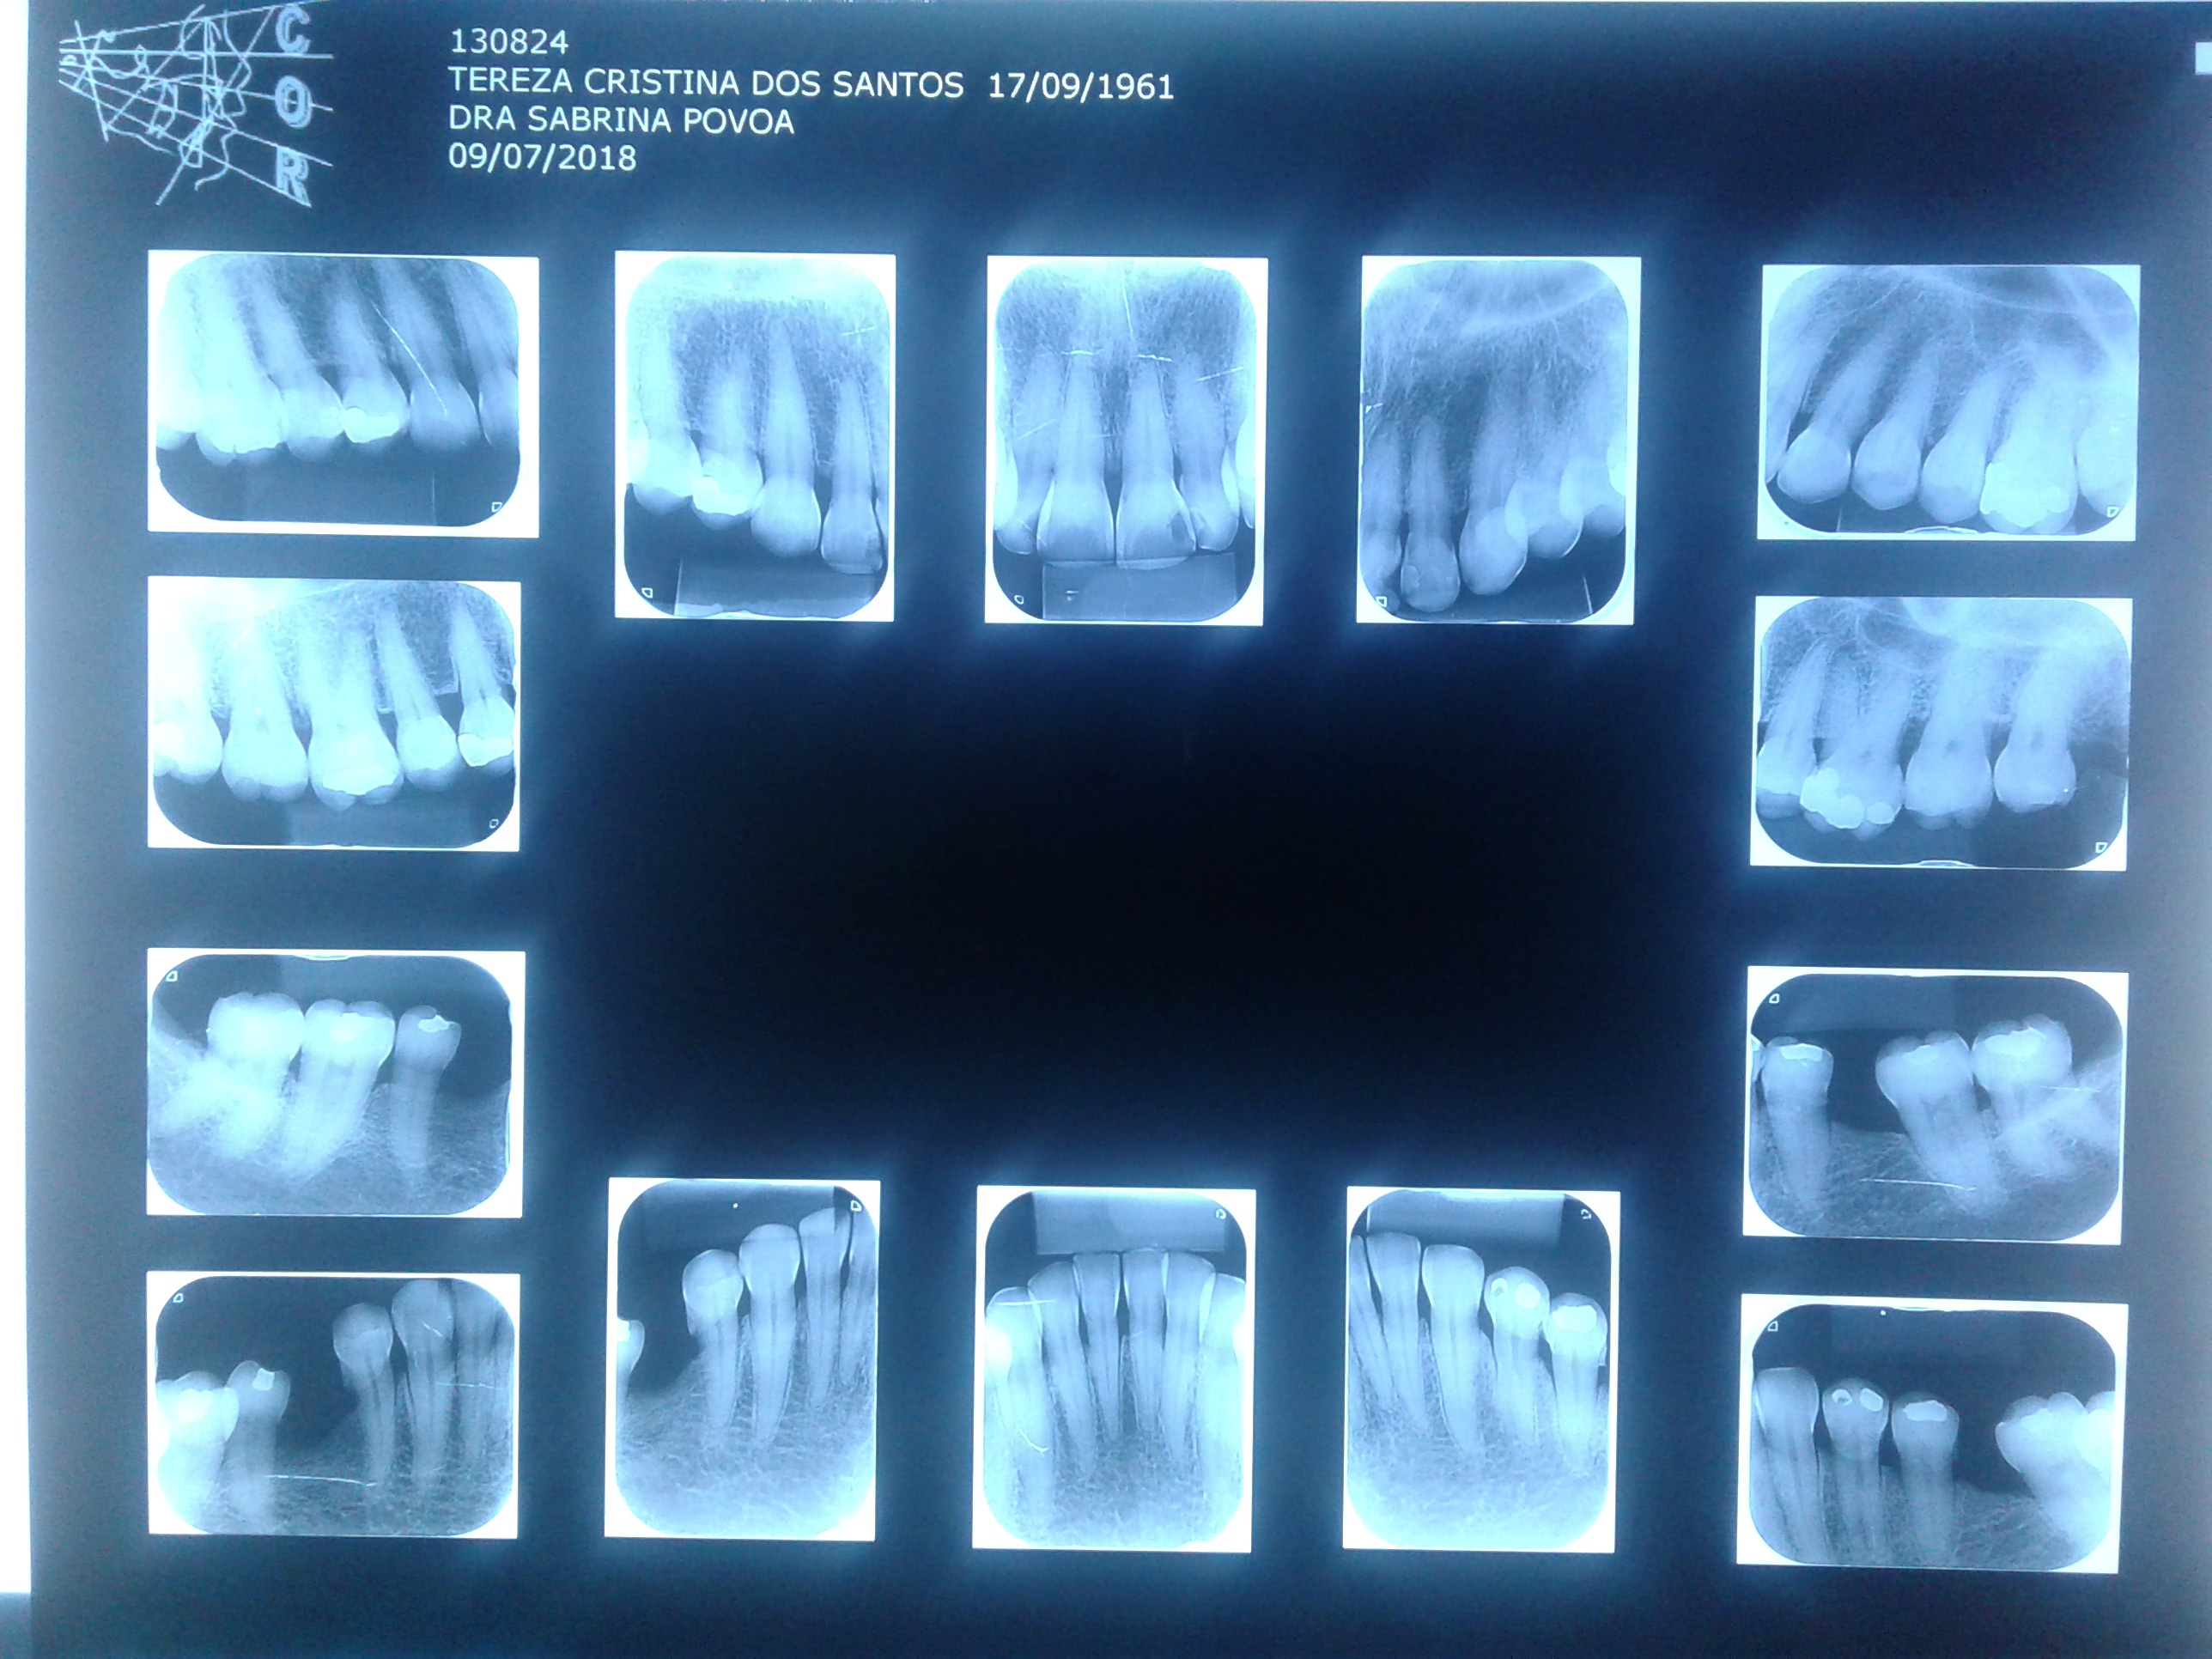 C
O
R
130824
TEREZA CRISTINA DOS SANTOS 17/09/1961
DRA SABRINA POVOA
09/07/2018